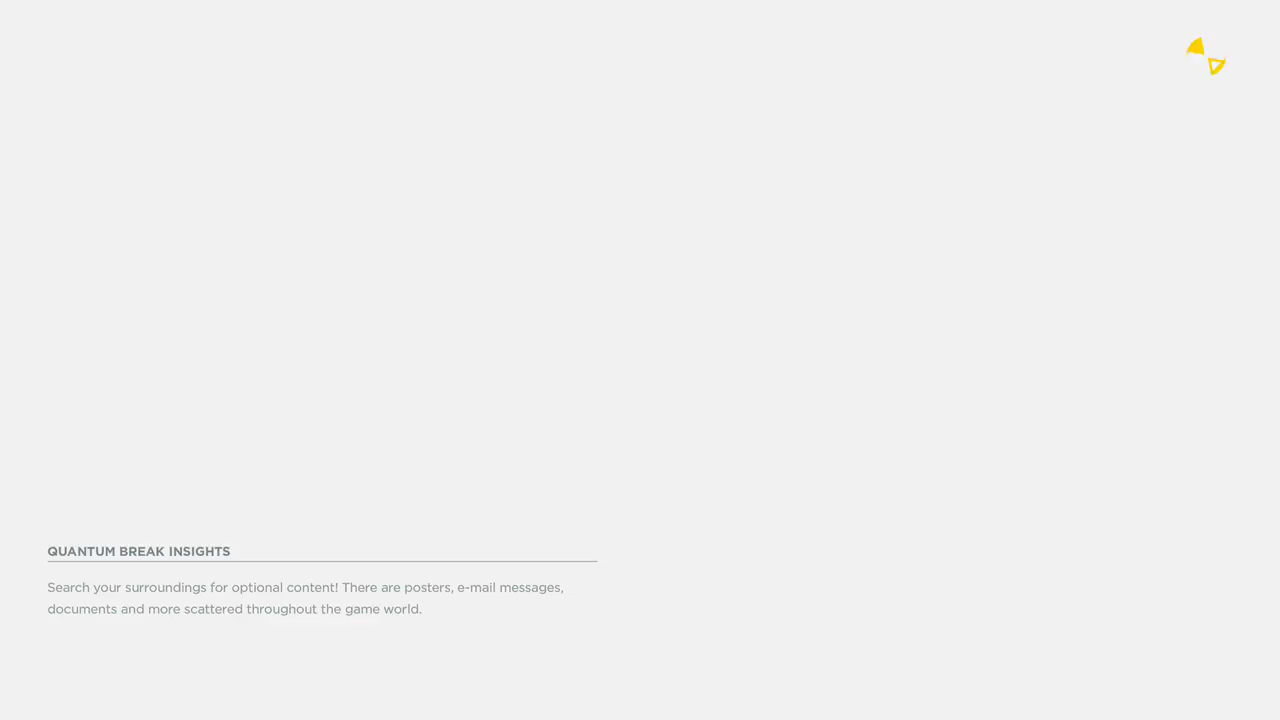 QUANTUM BREAK INSIGHTS
Search your surroundings for optional content! There are posters, e-mail messages,
documents and more scattered throughout the game world.